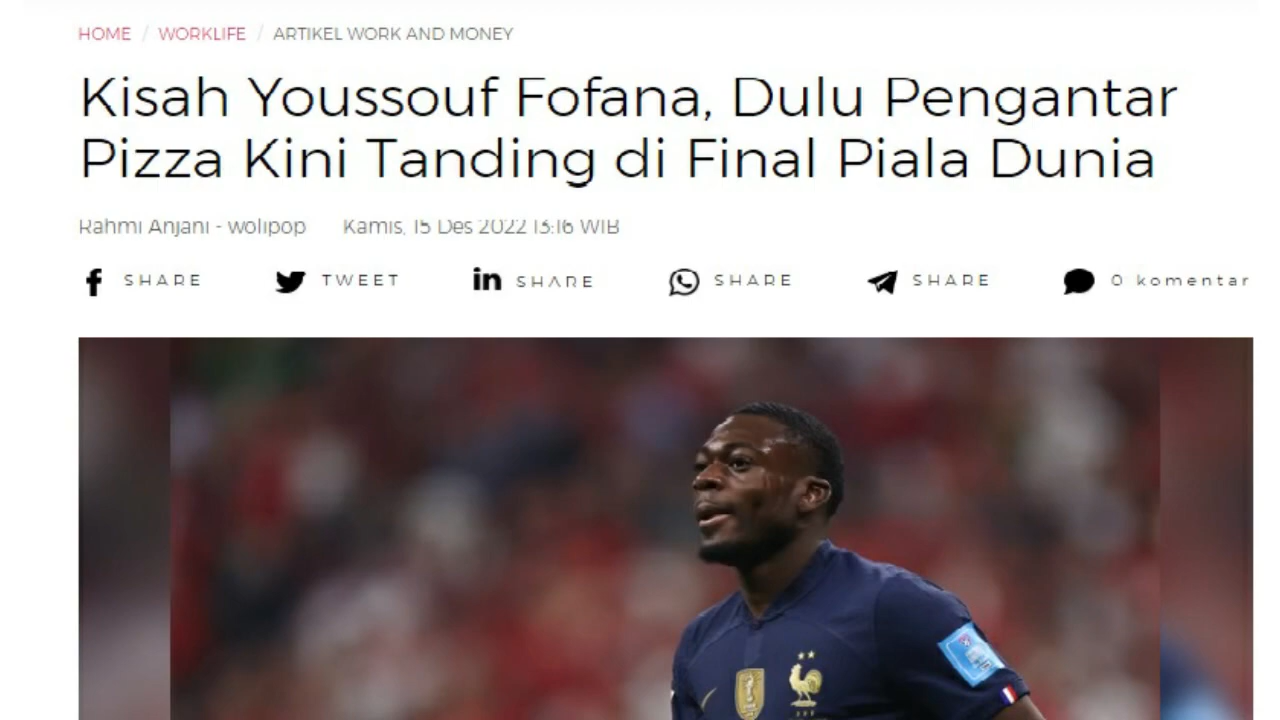 HOME / WORKLIFE / ARTIKEL WORK AND MONEY
Kisah Youssouf Fofana, Dulu Pengantar
Pizza Kini Tanding di Final Piala Dunia
Rahmi Anjani - wolipop Kamis, 15 Des 2022 13:16 WIB
SHARE TWEET SHARE SHARE SHARE 0 komentar